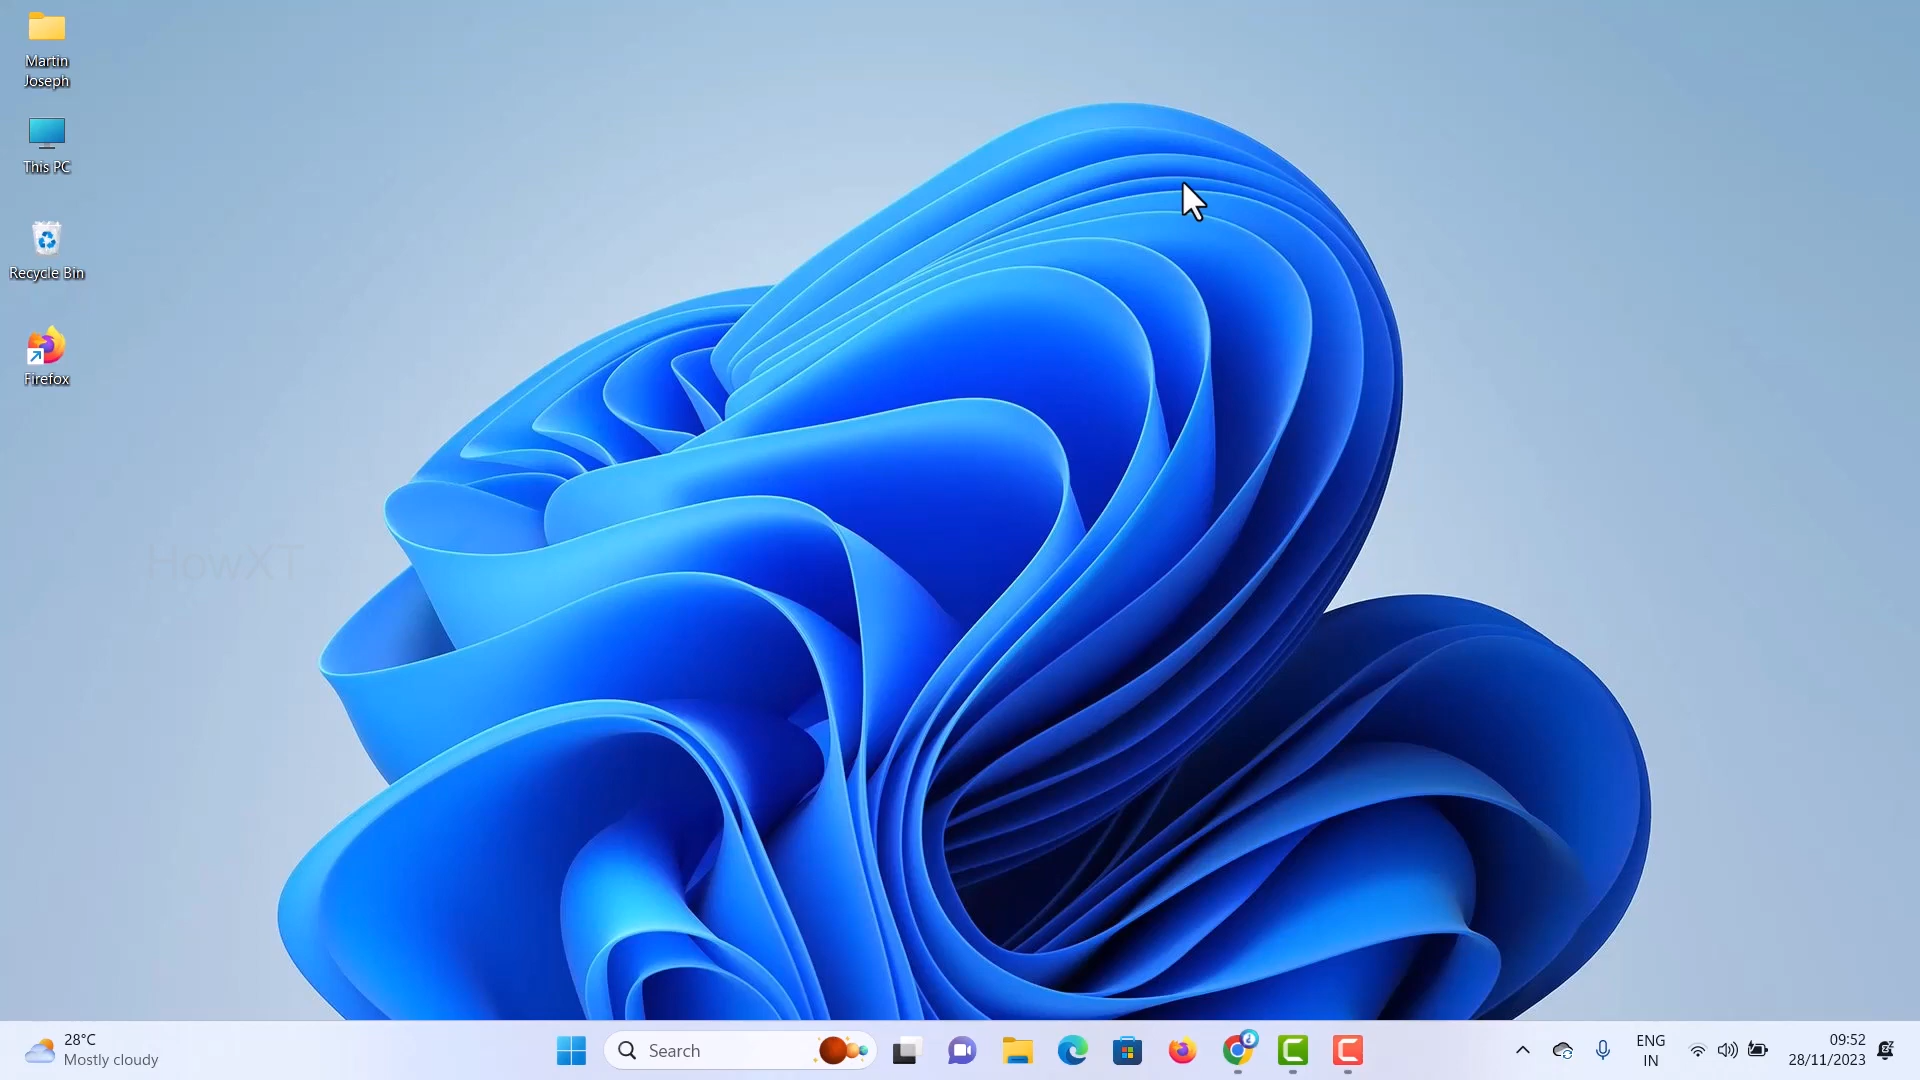 Martin
Joseph
This PC
Recycle Bin
Firefox
HowXT
28°C
Mostly cloudy
Search
ENG
IN
09:52
28/11/2023